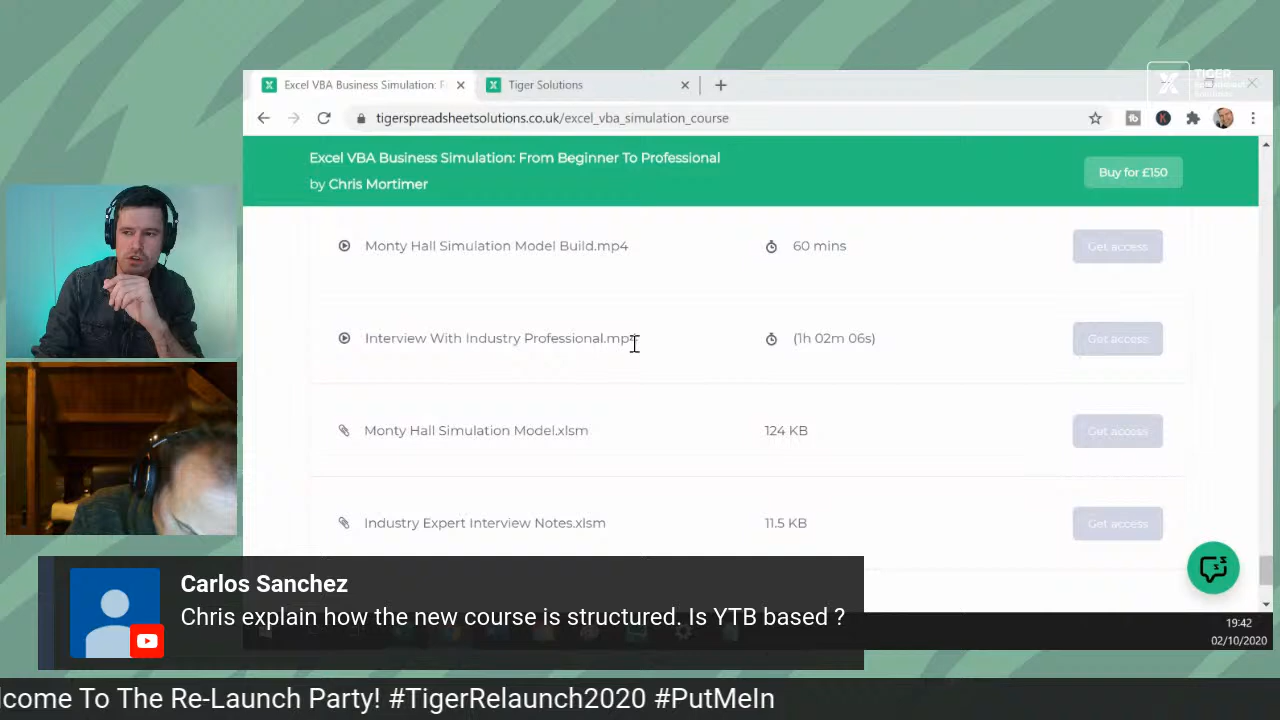 Excel VBA Business Simulation: F
Tiger Solutions
TIGER
tigerspreadsheetsolutions.co.uk/excel_vba_simulation_course
Excel VBA Business Simulation: From Beginner To Professional
by Chris Mortimer
Buy for £150
Monty Hall Simulation Model Build.mp4
60 mins
Get access
Interview With Industry Professional.mp4
(1h 02m 06s)
Get access
Monty Hall Simulation Model.xlsm
124 KB
Get access
Industry Expert Interview Notes.xlsm
11.5 KB
Get access
Carlos Sanchez
Chris explain how the new course is structured. Is YTB based ?
19:42
02/10/2020
lcome To The Re-Launch Party! #TigerRelaunch2020 #PutMeIn